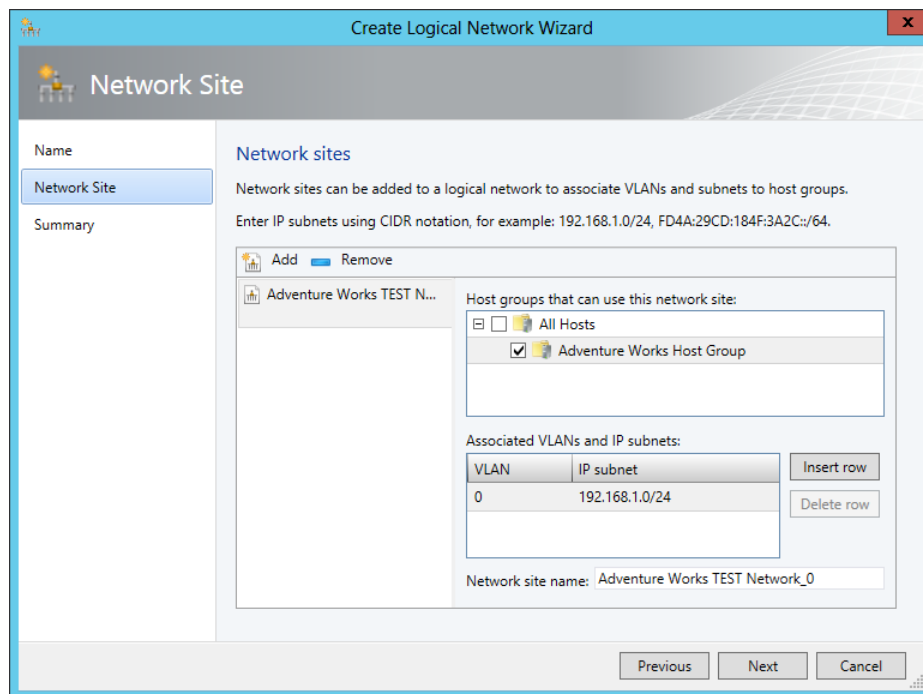 Create Logical Network Wizard
x
Network Site
Name
Network Site
Summary
Network sites
Network sites can be added to a logical network to associate VLANs and subnets to host groups.
Enter IP subnets using CIDR notation, for example: 192.168.1.0/24, FD4A:29CD:184F:3A2C::/64.
Add Remove
Adventure Works TEST N...
Host groups that can use this network site:
All Hosts
Adventure Works Host Group
Associated VLANs and IP subnets:
VLAN IP subnet
0 192.168.1.0/24
Insert row
Delete row
Network site name: Adventure Works TEST Network_0
Previous Next Cancel